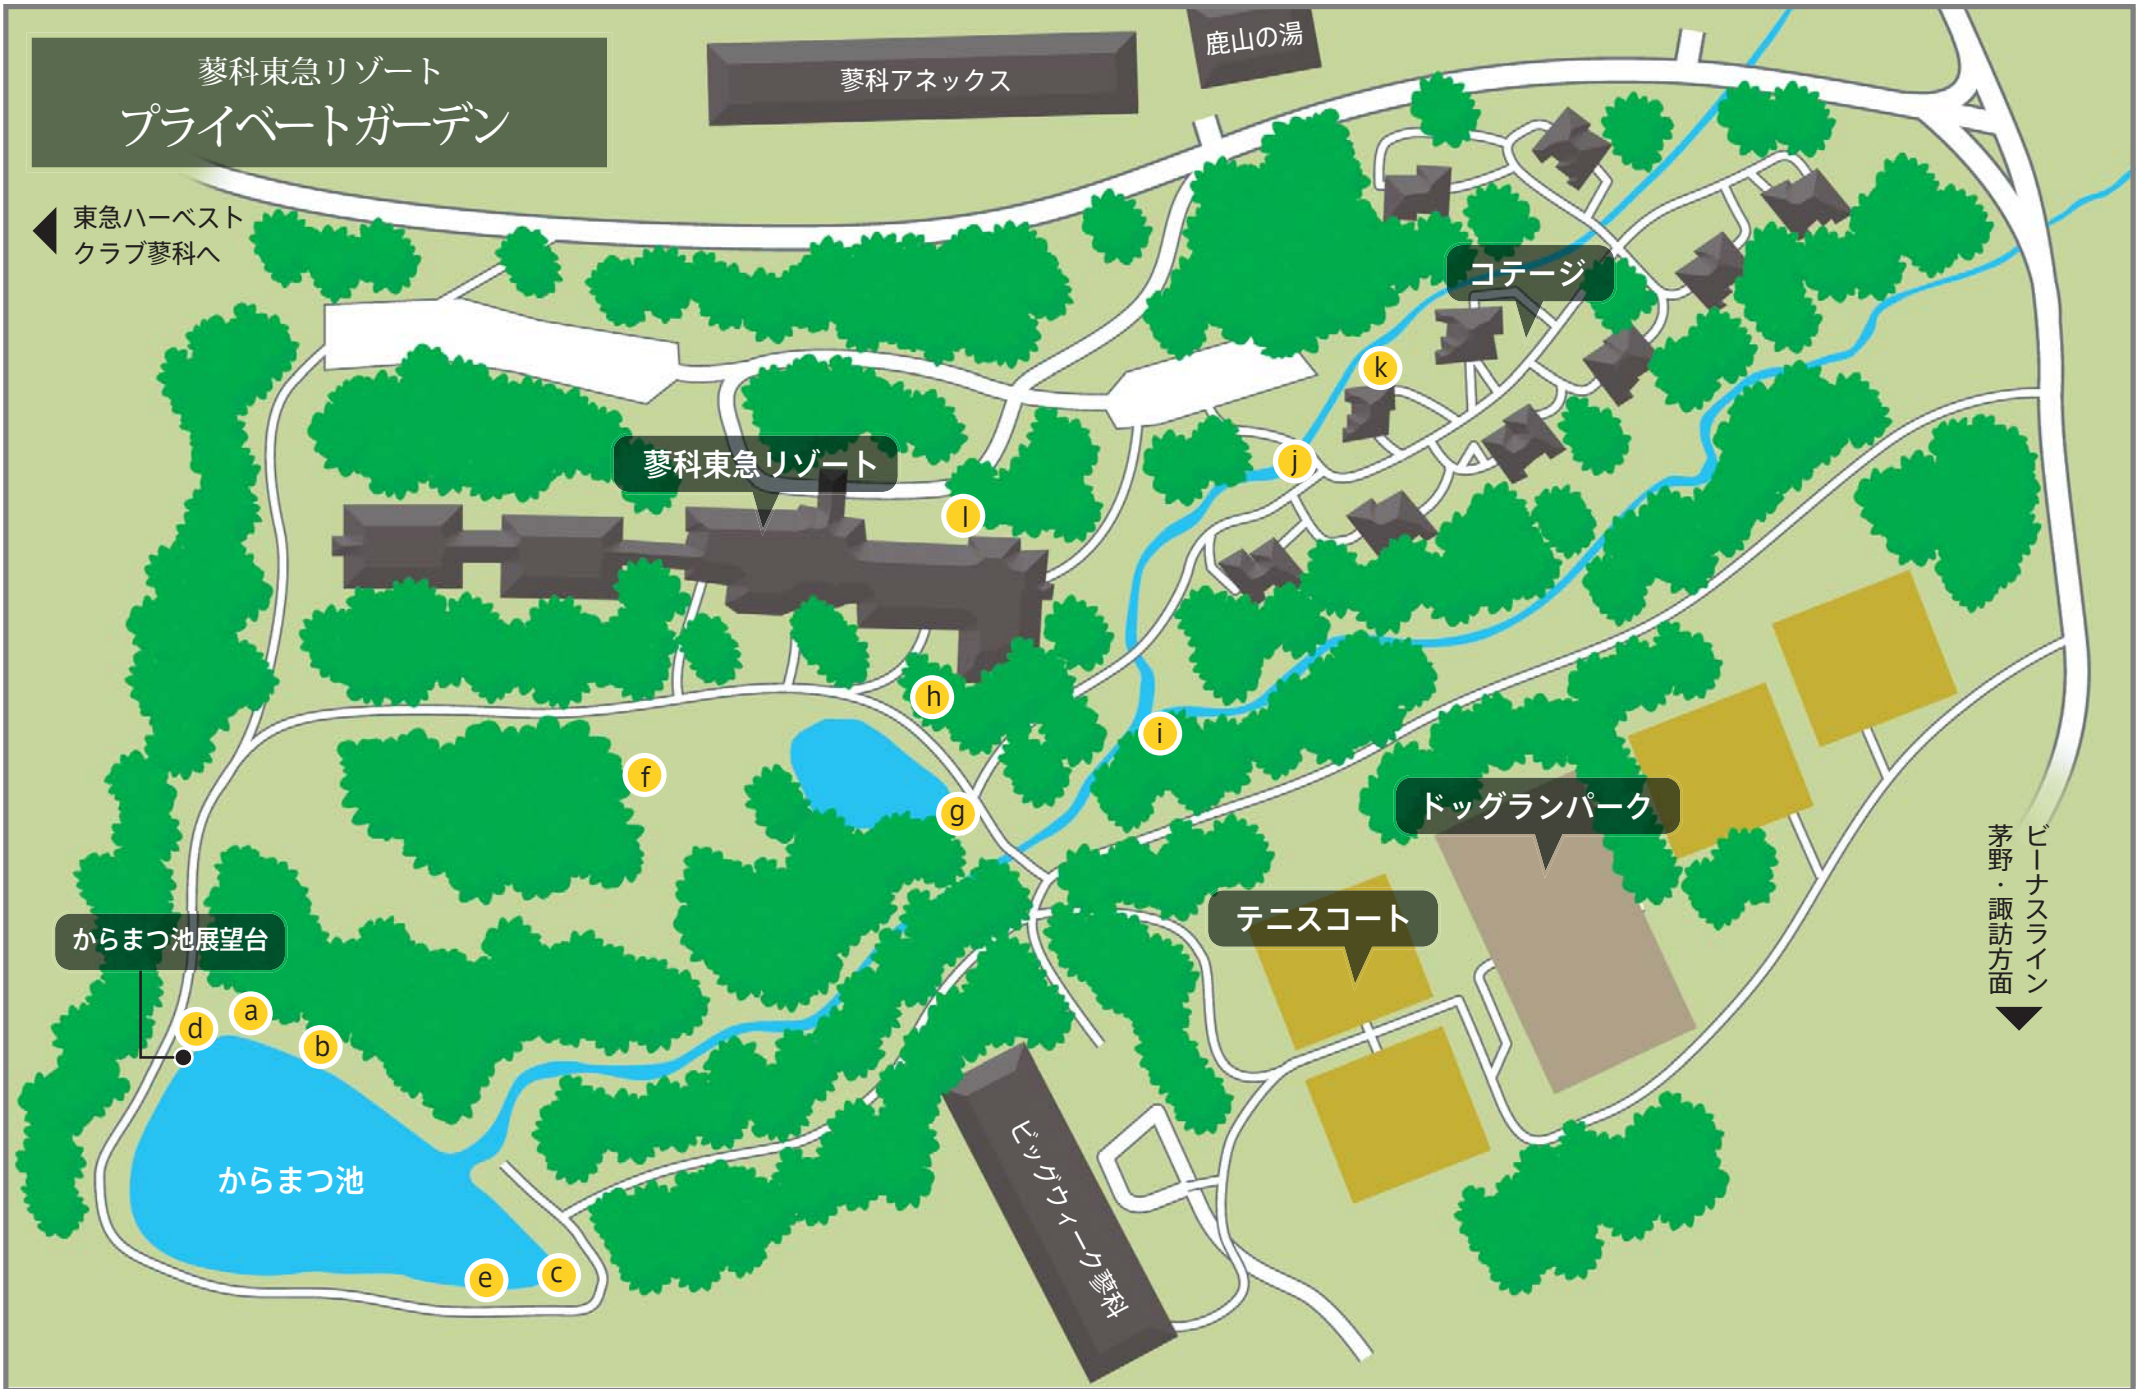 蓼科東急リゾート
プライベートガーデン
蓼科アネックス
鹿山の湯
東急ハーベスト
クラブ蓼科へ
コテージ
k
蓼科東急リゾート
j
l
h
i
f
g
ドッグランパーク
ビーナスライン
茅野・諏訪方面
テニスコート
からまつ池展望台
a
d
b
からまつ池
ビッグウィーク蓼科
e
c